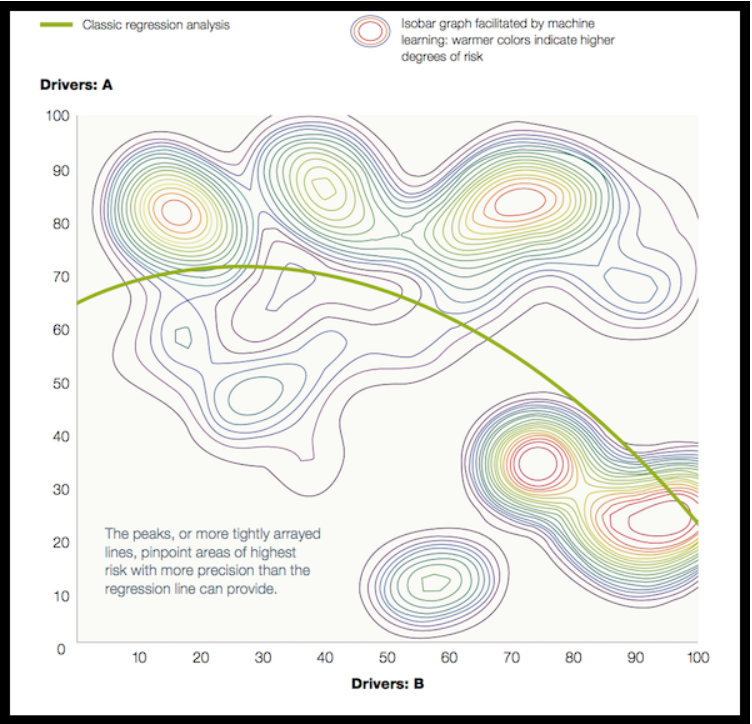 Classic regression analysis
Isobar graph facilitated by machine
learning: warmer colors indicate higher
degrees of risk
Drivers: A
100
90
80
70
60
50
40
30
20
10
0
The peaks, or more tightly arrayed
lines, pinpoint areas of highest
risk with more precision than the
regression line can provide.
10 20 30 40 50 60 70 80 90 100
Drivers: B